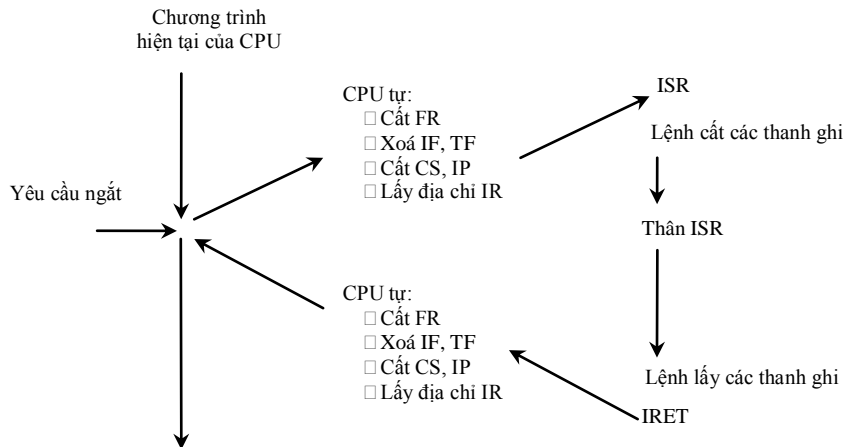 Chương trình
hiện tại của CPU
Yêu cầu ngắt
CPU tự:
□ Cất FR
□ Xoá IF, TF
□ Cất CS, IP
□ Lấy địa chỉ IR
ISR
Lệnh cất các thanh ghi
Thân ISR
CPU tự:
□ Cất FR
□ Xoá IF, TF
□ Cất CS, IP
□ Lấy địa chỉ IR
Lệnh lấy các thanh ghi
IRET